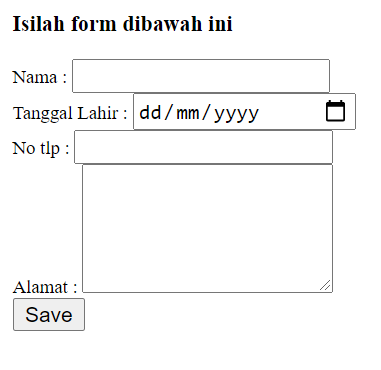 Isilah form dibawah ini
Nama :
Tanggal Lahir : dd/mm/yyyy
No tlp :
Alamat :
Save